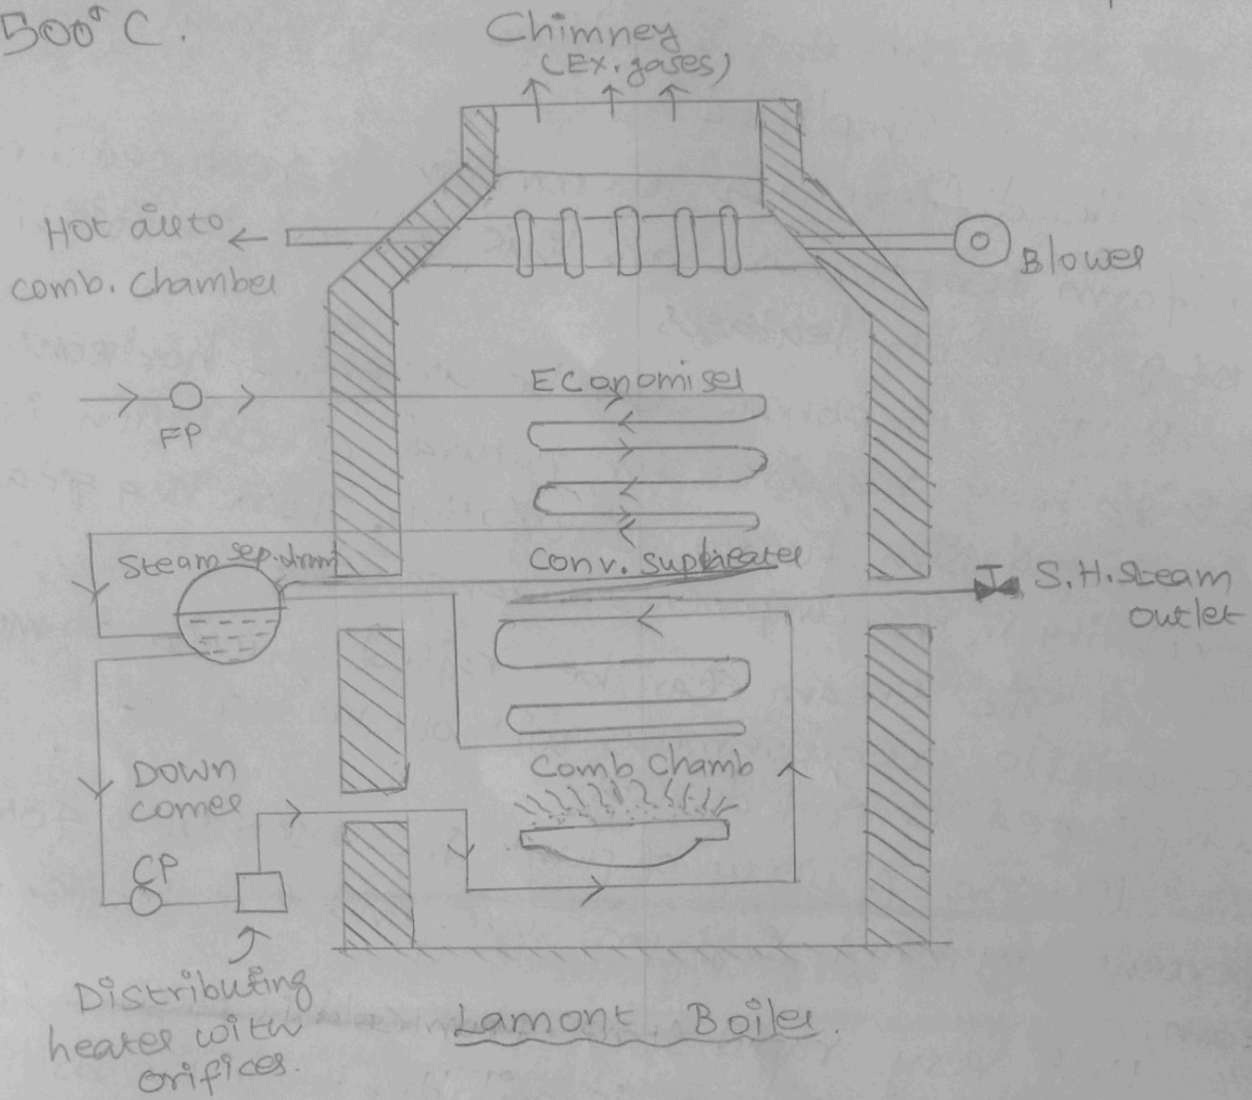 500°C.
Chimney
(EX. gases)
Hot air to
comb. Chamber
Blower
Economiser
FP
Steam sep. drum
Conv. superheater
S.H. Steam
outlet
Comb Chamb
Down
comer
CP
Distributing
header with
orifices.
Lamont Boiler.